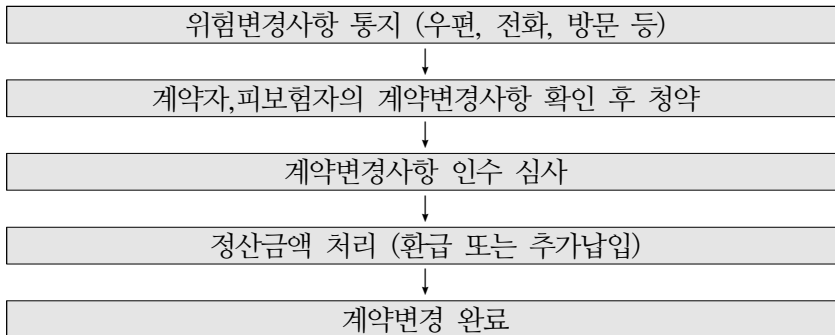 위험변경사항 통지 (우편, 전화, 방문 등)
계약자,피보험자의 계약변경사항 확인 후 청약
계약변경사항 인수 심사
정산금액 처리 (환급 또는 추가납입)
계약변경 완료